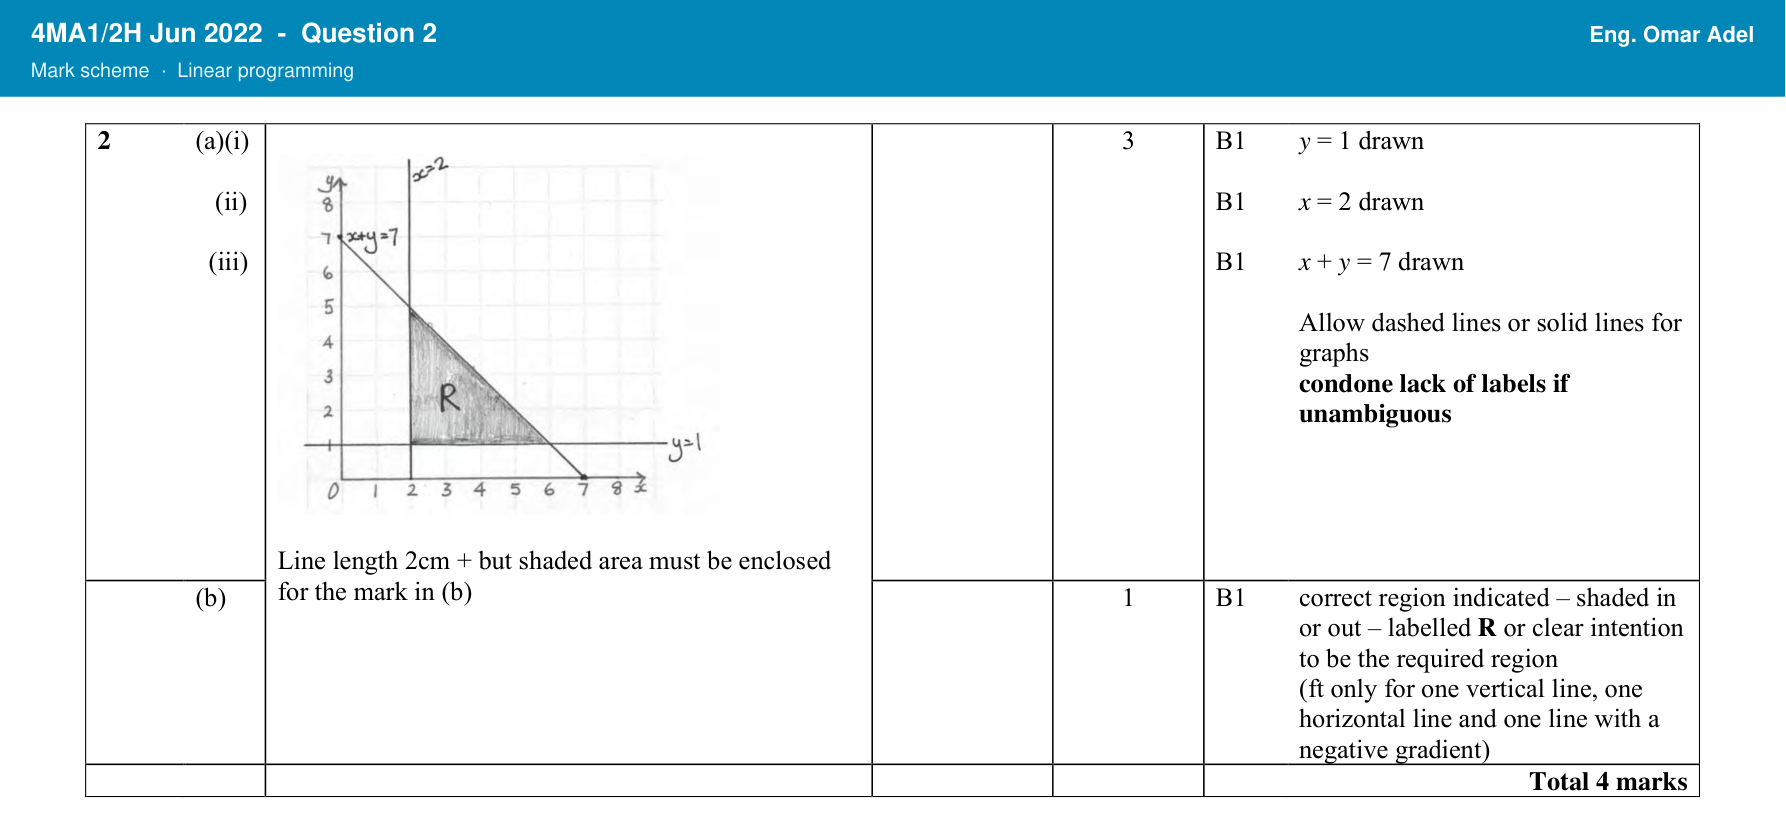 4MA1/2H Jun 2022 - Question 2
Eng. Omar Adel
Mark scheme · Linear programming
2 (a)(i) 3 B1 y = 1 drawn
(ii) B1 x = 2 drawn
(iii) B1 x + y = 7 drawn
Allow dashed lines or solid lines for
graphs
condone lack of labels if
unambiguous
x=2
y
8
7 x+y=7
6
5
4
3
2
1
R
y=1
0 1 2 3 4 5 6 7 8 x
Line length 2cm + but shaded area must be enclosed
for the mark in (b)
(b) 1 B1 correct region indicated – shaded in
or out – labelled R or clear intention
to be the required region
(ft only for one vertical line, one
horizontal line and one line with a
negative gradient)
Total 4 marks